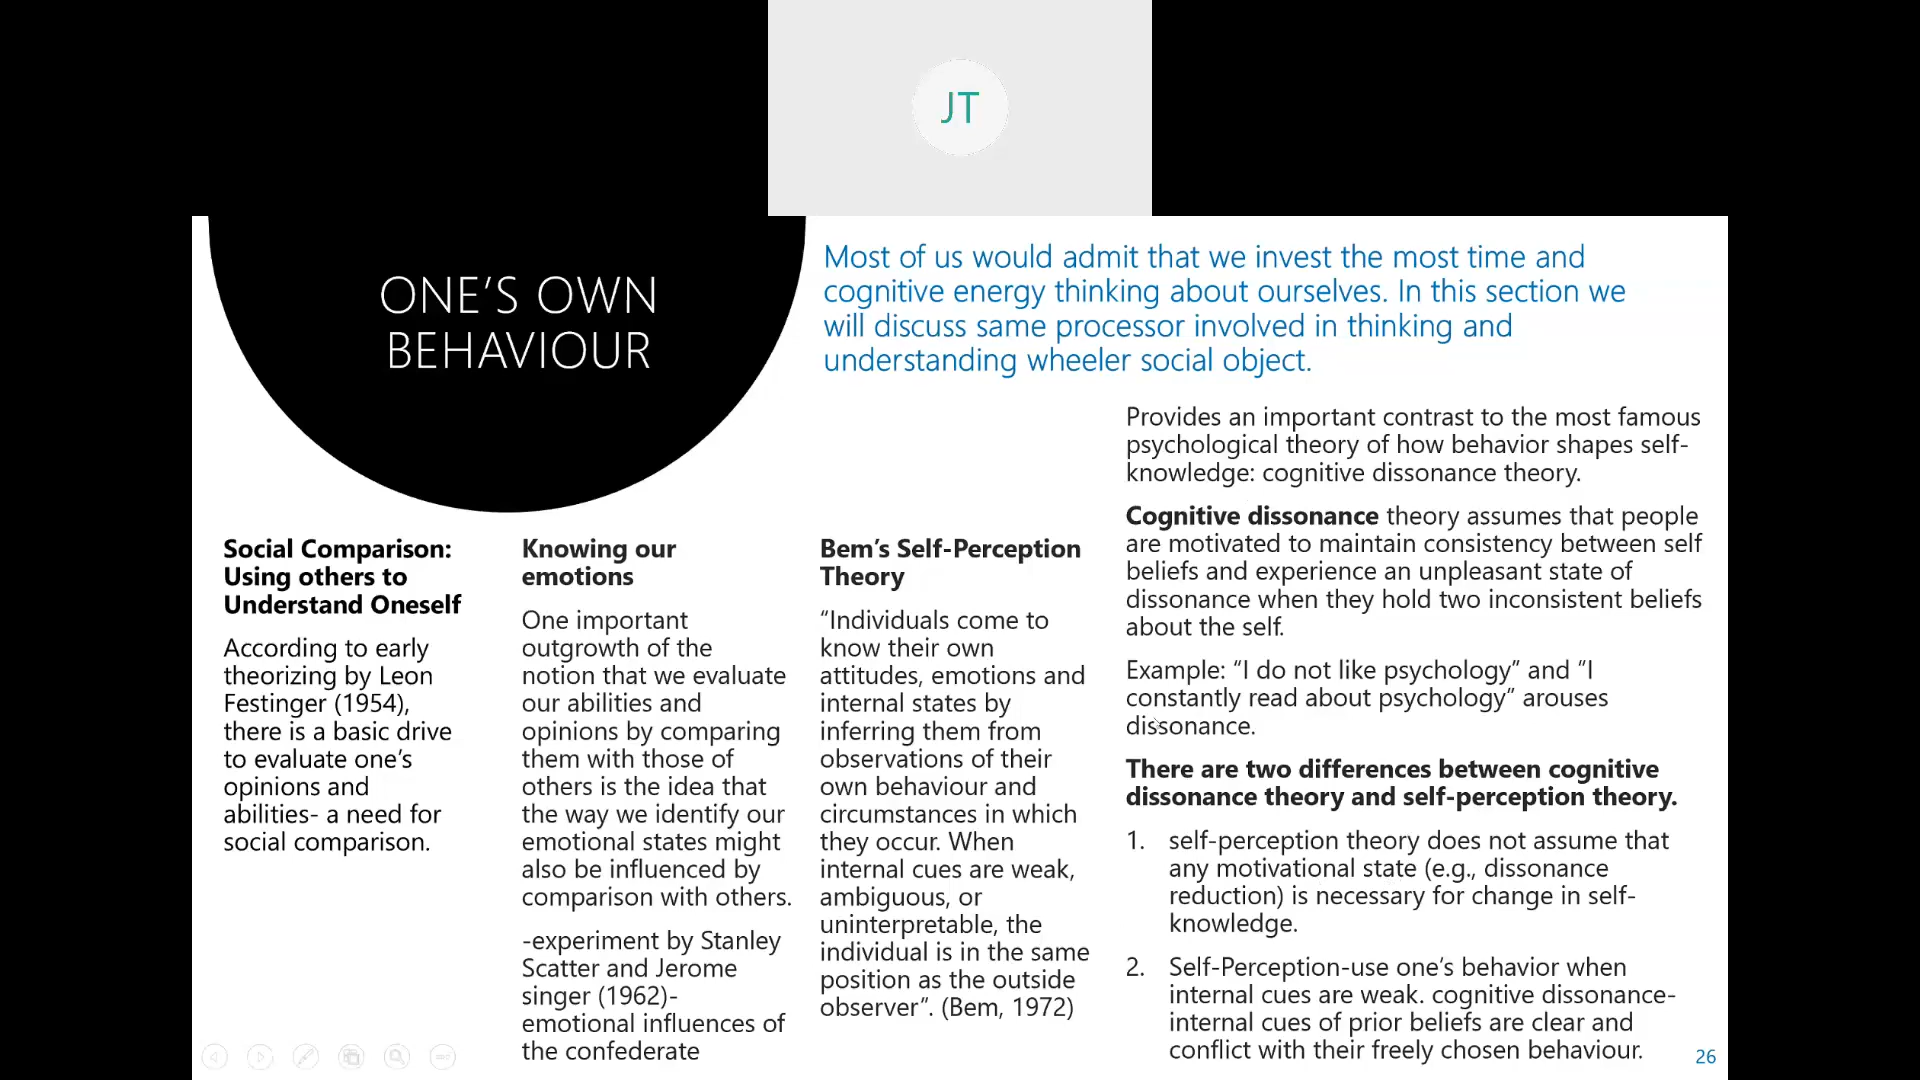 JT
ONE’S OWN
BEHAVIOUR
Most of us would admit that we invest the most time and
cognitive energy thinking about ourselves. In this section we
will discuss same processor involved in thinking and
understanding wheeler social object.
Social Comparison:
Using others to
Understand Oneself
According to early
theorizing by Leon
Festinger (1954),
there is a basic drive
to evaluate one’s
opinions and
abilities- a need for
social comparison.
Knowing our
emotions
One important
outgrowth of the
notion that we evaluate
our abilities and
opinions by comparing
them with those of
others is the idea that
the way we identify our
emotional states might
also be influenced by
comparison with others.
-experiment by Stanley
Scatter and Jerome
singer (1962)-
emotional influences of
the confederate
Bem’s Self-Perception
Theory
“Individuals come to
know their own
attitudes, emotions and
internal states by
inferring them from
observations of their
own behaviour and
circumstances in which
they occur. When
internal cues are weak,
ambiguous, or
uninterpretable, the
individual is in the same
position as the outside
observer”. (Bem, 1972)
Provides an important contrast to the most famous
psychological theory of how behavior shapes self-
knowledge: cognitive dissonance theory.
Cognitive dissonance theory assumes that people
are motivated to maintain consistency between self
beliefs and experience an unpleasant state of
dissonance when they hold two inconsistent beliefs
about the self.
Example: “I do not like psychology” and “I
constantly read about psychology” arouses
dissonance.
There are two differences between cognitive
dissonance theory and self-perception theory.
1. self-perception theory does not assume that
any motivational state (e.g., dissonance
reduction) is necessary for change in self-
knowledge.
2. Self-Perception-use one’s behavior when
internal cues are weak. cognitive dissonance-
internal cues of prior beliefs are clear and
conflict with their freely chosen behaviour.
26